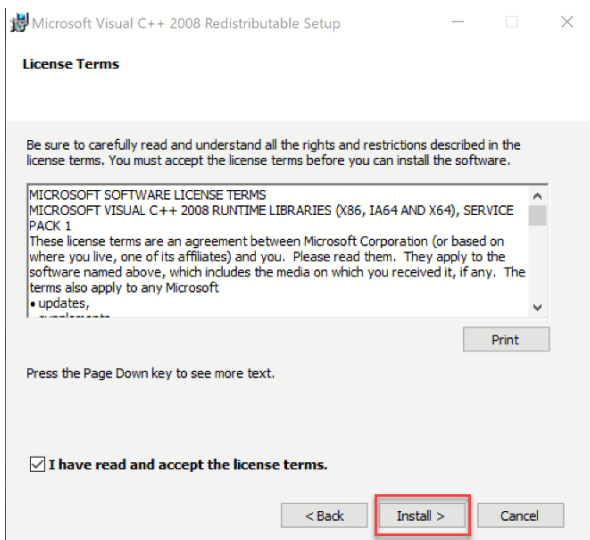 Microsoft Visual C++ 2008 Redistributable Setup
License Terms
Be sure to carefully read and understand all the rights and restrictions described in the
license terms. You must accept the license terms before you can install the software.
MICROSOFT SOFTWARE LICENSE TERMS
MICROSOFT VISUAL C++ 2008 RUNTIME LIBRARIES (X86, IA64 AND X64), SERVICE
PACK 1
These license terms are an agreement between Microsoft Corporation (or based on
where you live, one of its affiliates) and you.  Please read them.  They apply to the
software named above, which includes the media on which you received it, if any.  The
terms also apply to any Microsoft
• updates,
Print
Press the Page Down key to see more text.
I have read and accept the license terms.
< Back
Install >
Cancel